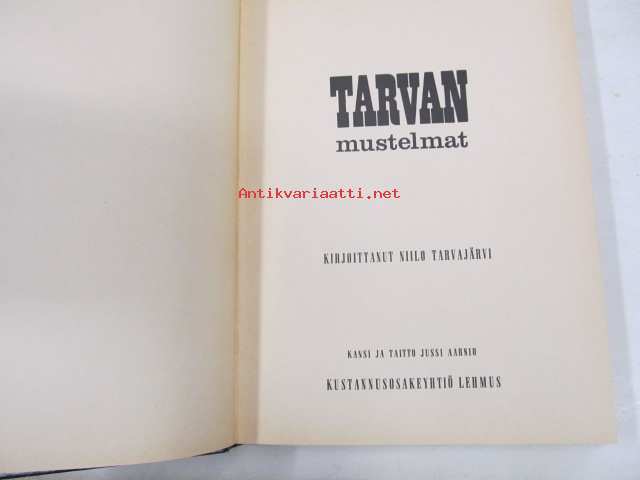 TARVAN
mustelmat
Antikvariaatti.net
KIRJOITTANUT NIILO TARVAJÄRVI
KANSI JA TAITTO JUSSI AARNIO
KUSTANNUSOSAKEYHTIÖ LEHMUS